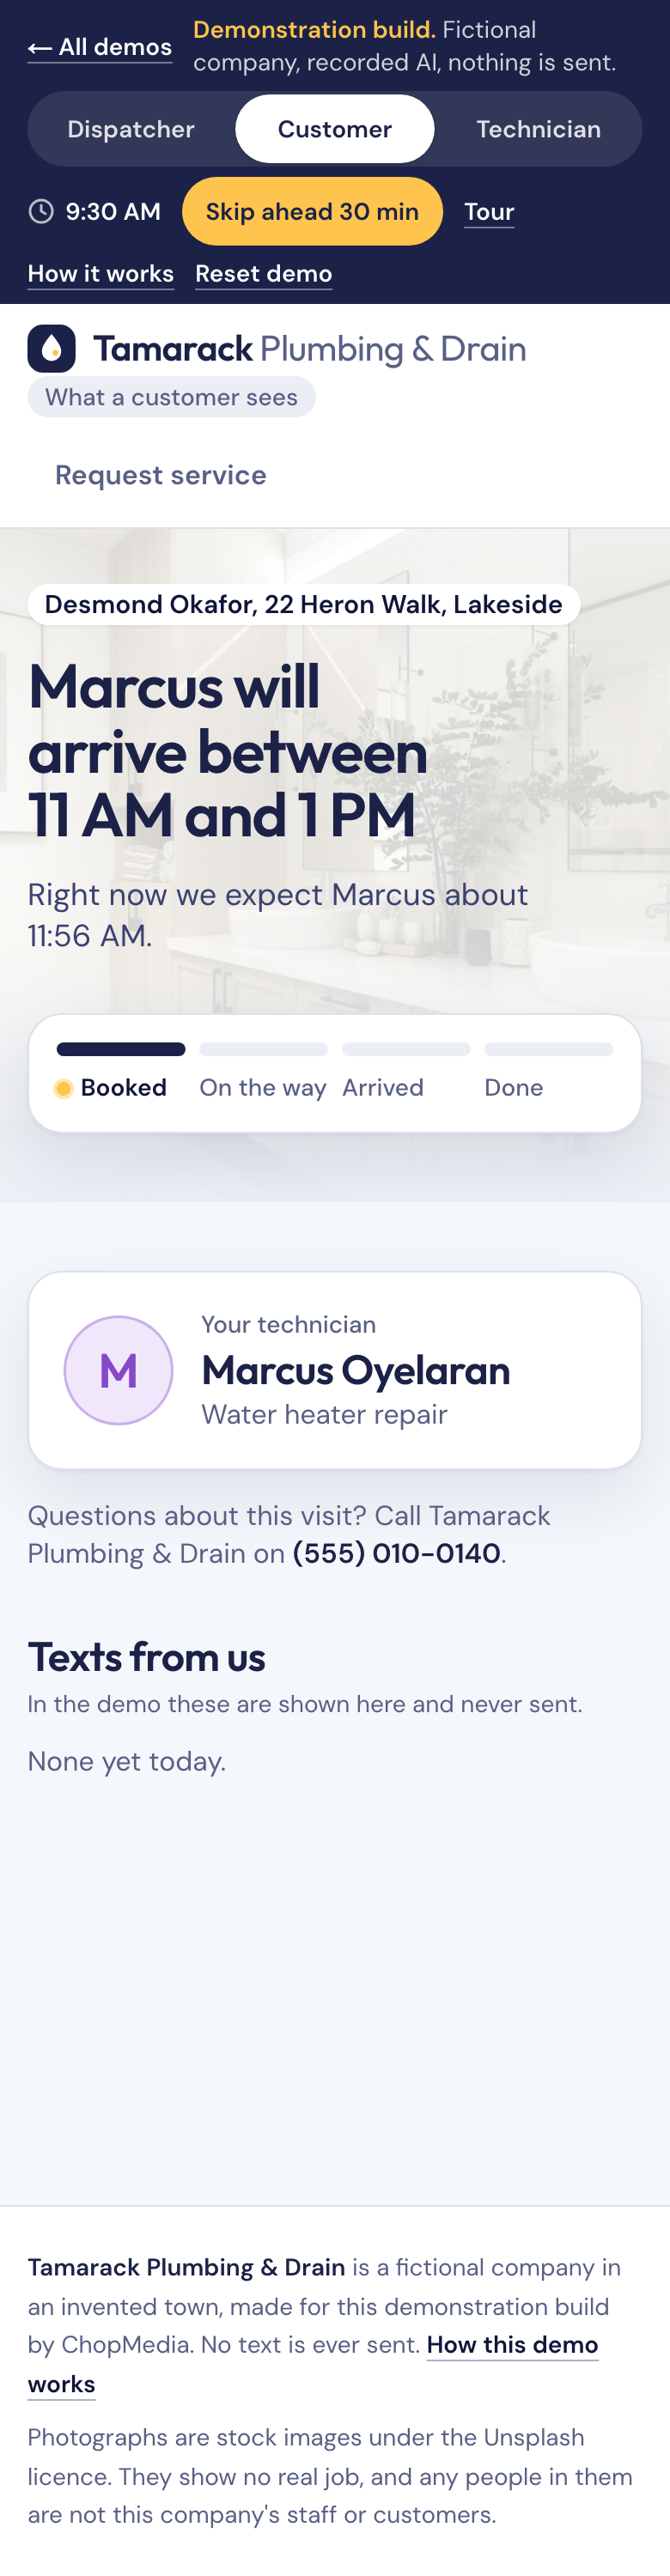 ← All demos
Demonstration build. Fictional
company, recorded AI, nothing is sent.
Dispatcher
Customer
Technician
9:30 AM
Skip ahead 30 min
Tour
How it works
Reset demo
Tamarack Plumbing & Drain
What a customer sees
Request service
Desmond Okafor, 22 Heron Walk, Lakeside
Marcus will
arrive between
11 AM and 1 PM
Right now we expect Marcus about
11:56 AM.
Booked
On the way
Arrived
Done
M
Your technician
Marcus Oyelaran
Water heater repair
Questions about this visit? Call Tamarack
Plumbing & Drain on (555) 010-0140.
Texts from us
In the demo these are shown here and never sent.
None yet today.
Tamarack Plumbing & Drain is a fictional company in
an invented town, made for this demonstration build
by ChopMedia. No text is ever sent. How this demo
works
Photographs are stock images under the Unsplash
licence. They show no real job, and any people in them
are not this company's staff or customers.